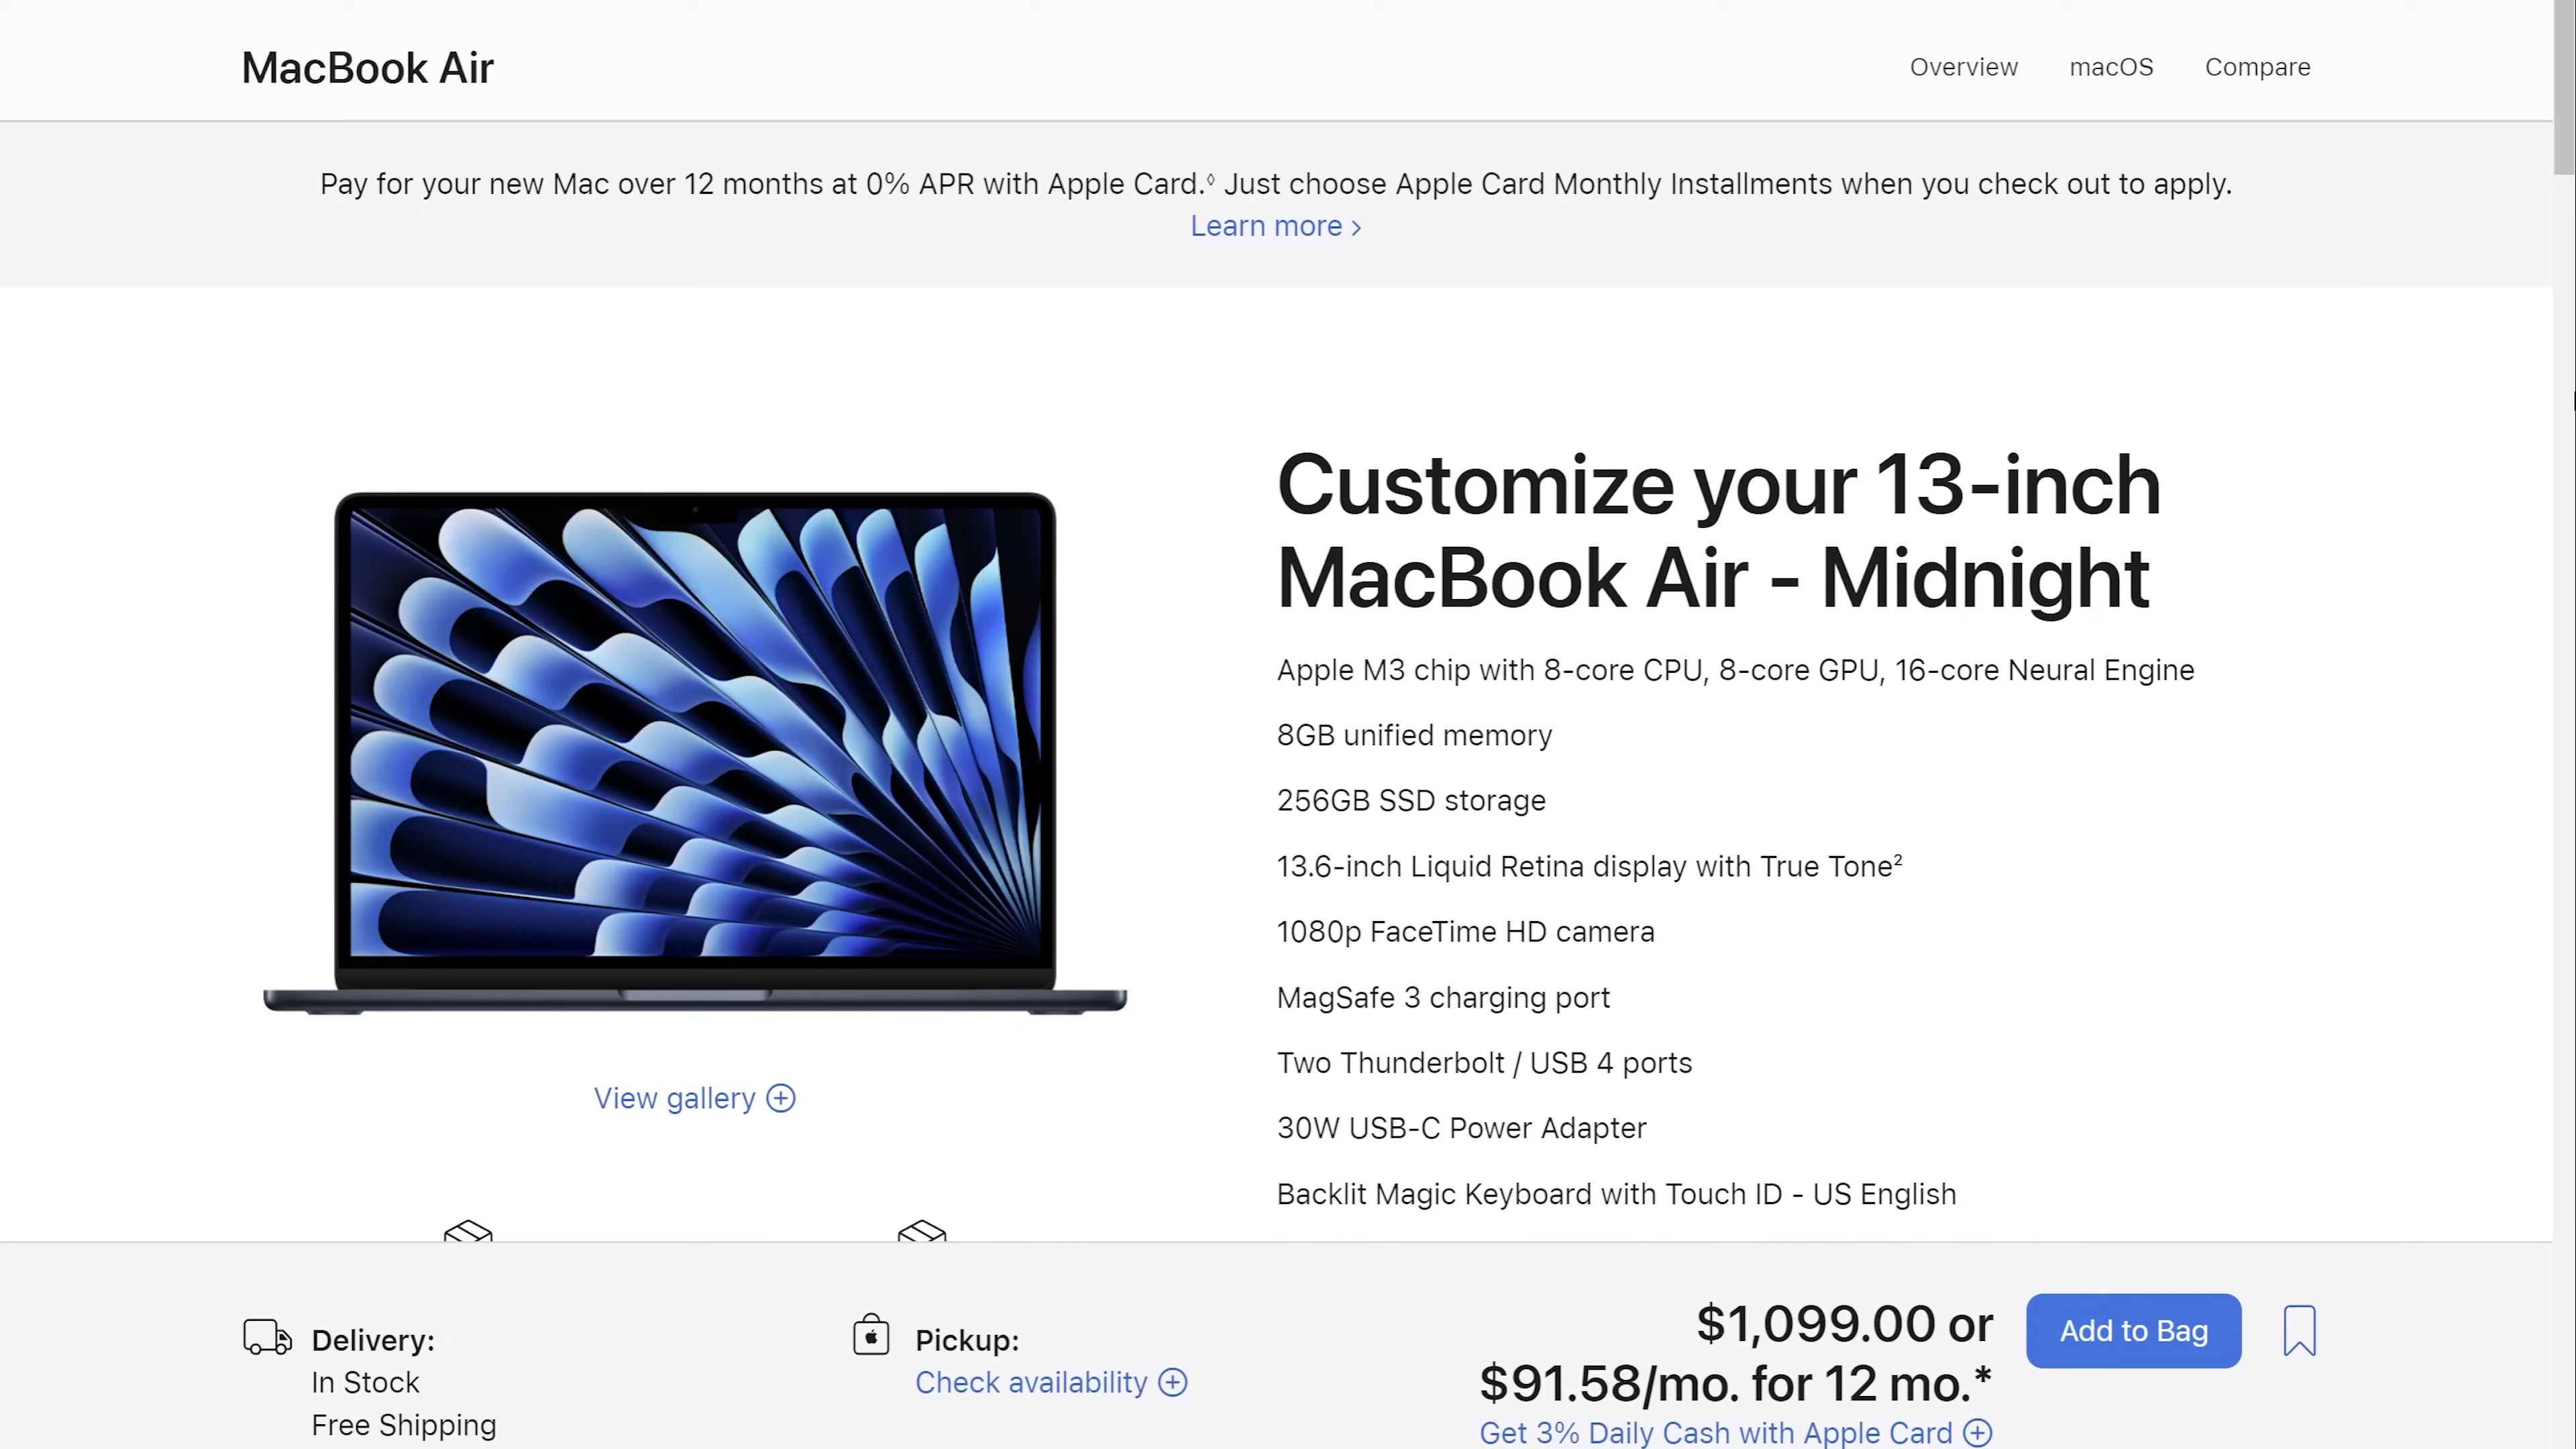 MacBook Air
Overview
macOS
Compare
Pay for your new Mac over 12 months at 0% APR with Apple Card.◊ Just choose Apple Card Monthly Installments when you check out to apply.
Learn more >
Customize your 13-inch
MacBook Air - Midnight
Apple M3 chip with 8-core CPU, 8-core GPU, 16-core Neural Engine
8GB unified memory
256GB SSD storage
13.6-inch Liquid Retina display with True Tone²
1080p FaceTime HD camera
MagSafe 3 charging port
Two Thunderbolt / USB 4 ports
30W USB-C Power Adapter
Backlit Magic Keyboard with Touch ID - US English
View gallery
Delivery:
In Stock
Free Shipping
Pickup:
Check availability
$1,099.00 or
$91.58/mo. for 12 mo.*
Get 3% Daily Cash with Apple Card
Add to Bag